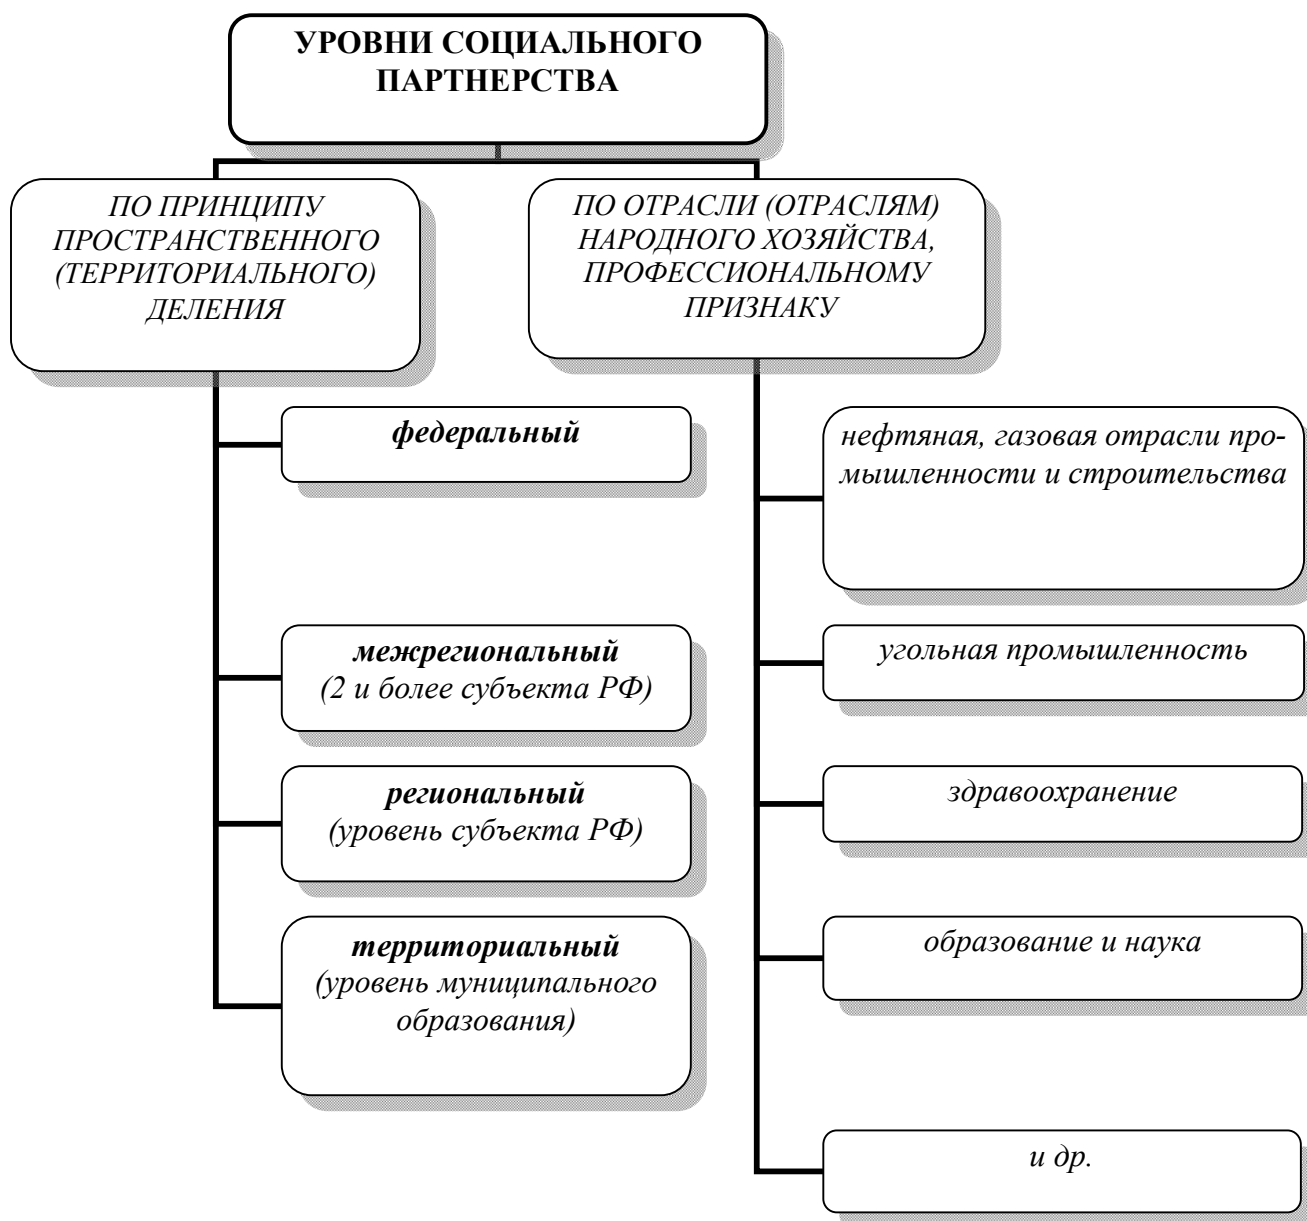 УРОВНИ СОЦИАЛЬНОГО
ПАРТНЕРСТВА
ПО ПРИНЦИПУ
ПРОСТРАНСТВЕННОГО
(ТЕРРИТОРИАЛЬНОГО)
ДЕЛЕНИЯ
ПО ОТРАСЛИ (ОТРАСЛЯМ)
НАРОДНОГО ХОЗЯЙСТВА,
ПРОФЕССИОНАЛЬНОМУ
ПРИЗНАКУ
федеральный
межрегиональный
(2 и более субъекта РФ)
региональный
(уровень субъекта РФ)
территориальный
(уровень муниципального
образования)
нефтяная, газовая отрасли про-
мышленности и строительства
угольная промышленность
здравоохранение
образование и наука
и др.